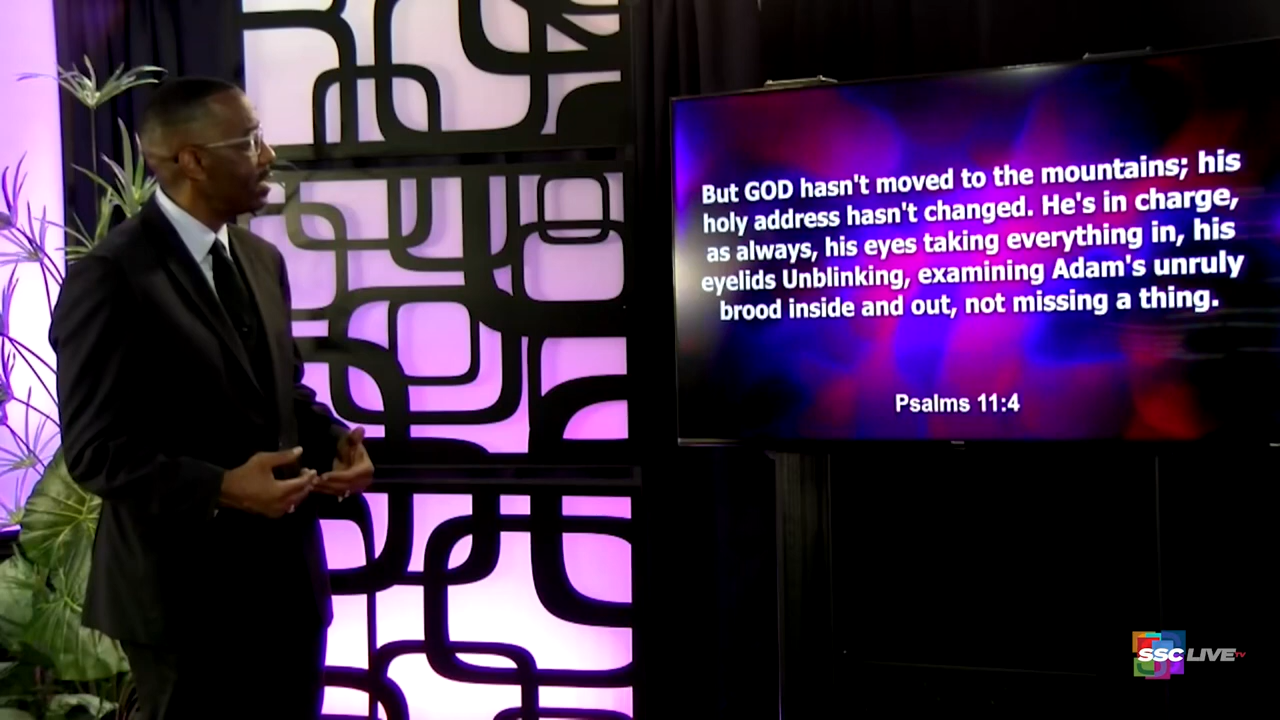 But GOD hasn't moved to the mountains; his
holy address hasn't changed. He's in charge,
as always, his eyes taking everything in, his
eyelids Unblinking, examining Adam's unruly
brood inside and out, not missing a thing.
Psalms 11:4
SSC LIVE TV